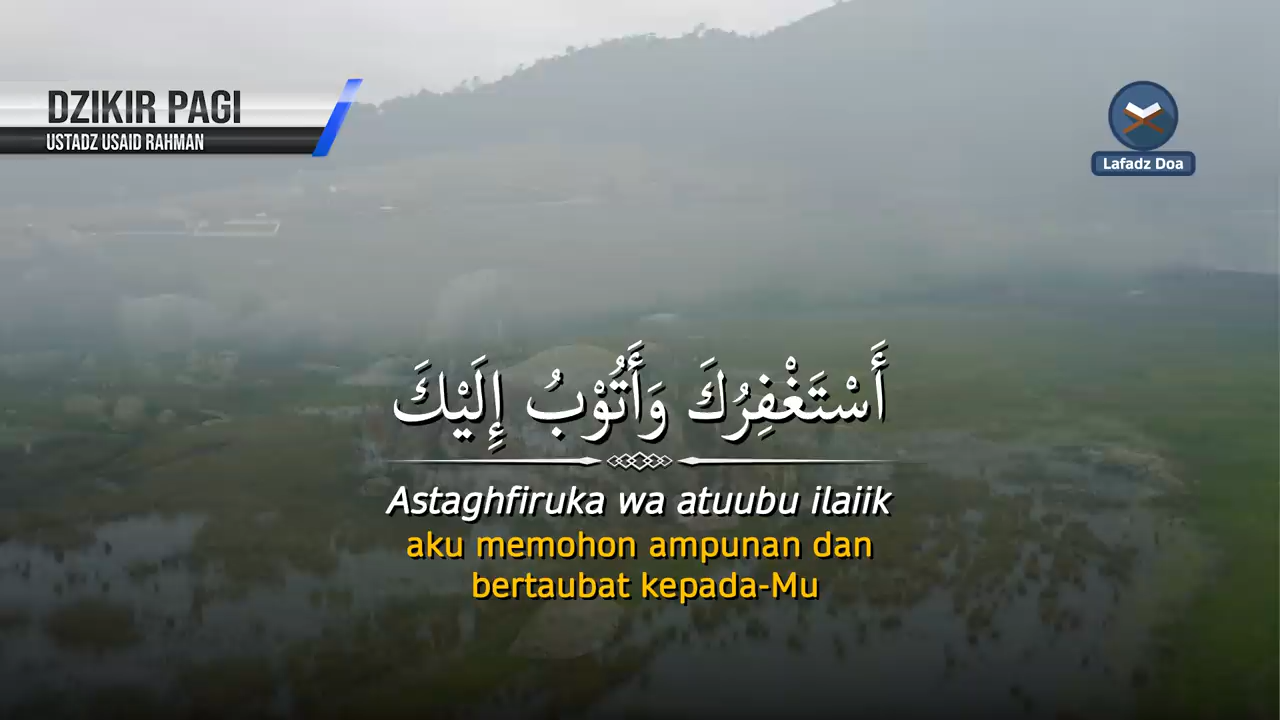 DZIKIR PAGI
USTADZ USAID RAHMAN
Lafadz Doa
أَسْتَغْفِرُكَ وَأَتُوْبُ إِلَيْكَ
Astaghfiruka wa atuubu ilaiik
aku memohon ampunan dan
bertaubat kepada-Mu